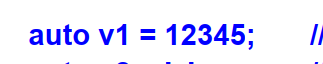 auto v1 = 12345; //